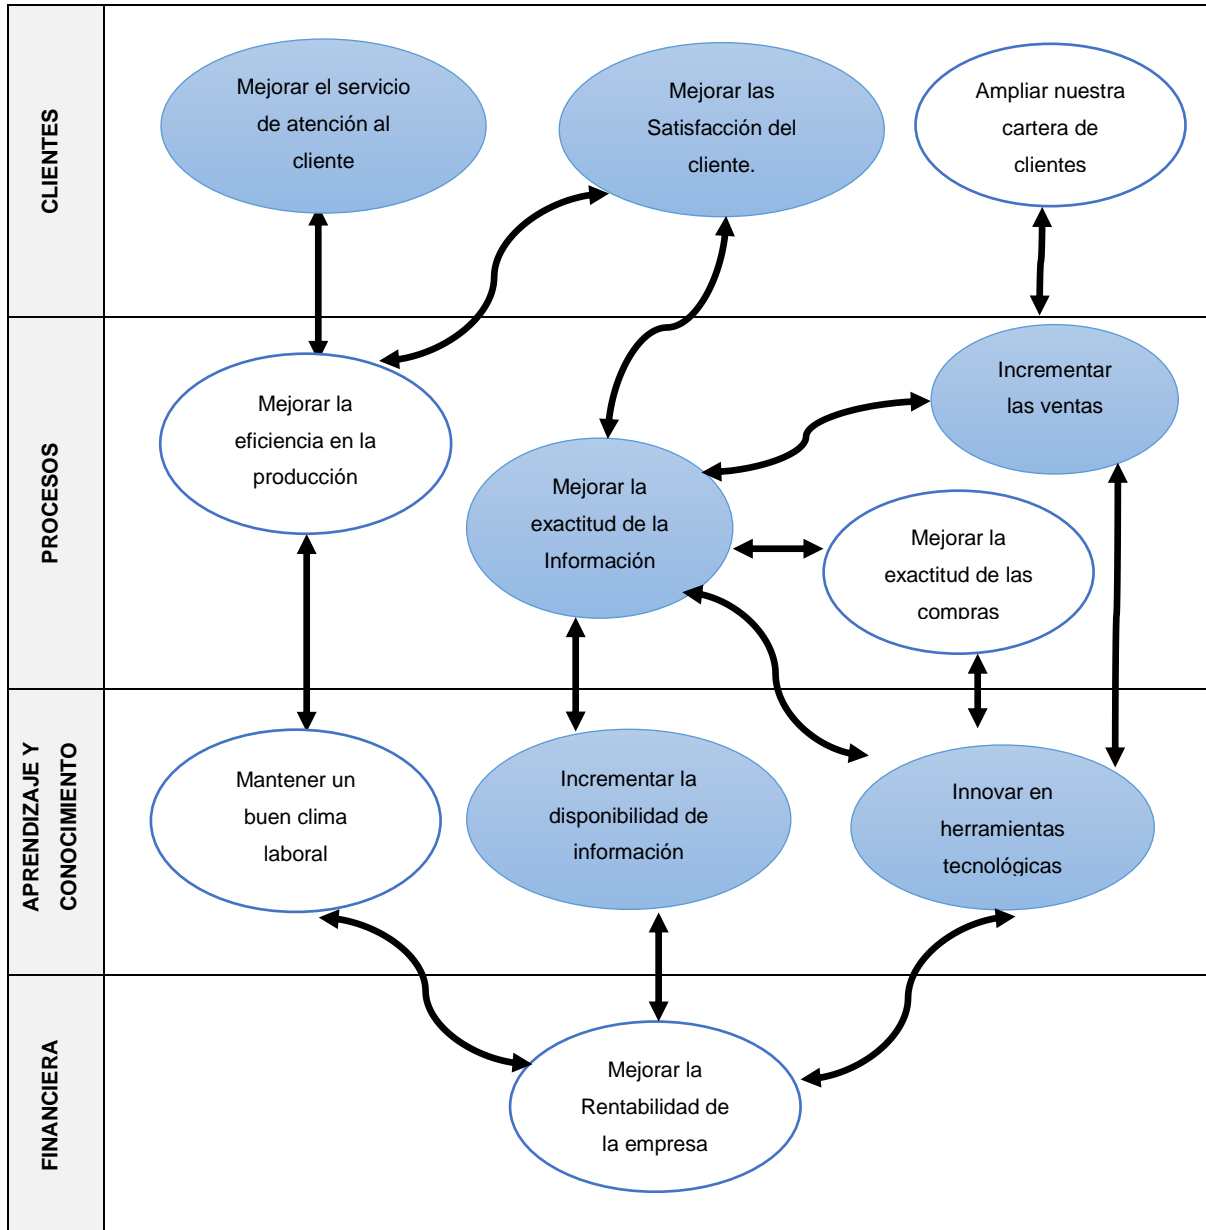 CLIENTES
Mejorar el servicio
de atención al
cliente
Mejorar las
Satisfacción del
cliente.
Ampliar nuestra
cartera de
clientes
PROCESOS
Mejorar la
eficiencia en la
producción
Mejorar la
exactitud de la
Información
Incrementar
las ventas
Mejorar la
exactitud de las
compras
APRENDIZAJE Y
CONOCIMIENTO
Mantener un
buen clima
laboral
Incrementar la
disponibilidad de
información
Innovar en
herramientas
tecnológicas
FINANCIERA
Mejorar la
Rentabilidad de
la empresa